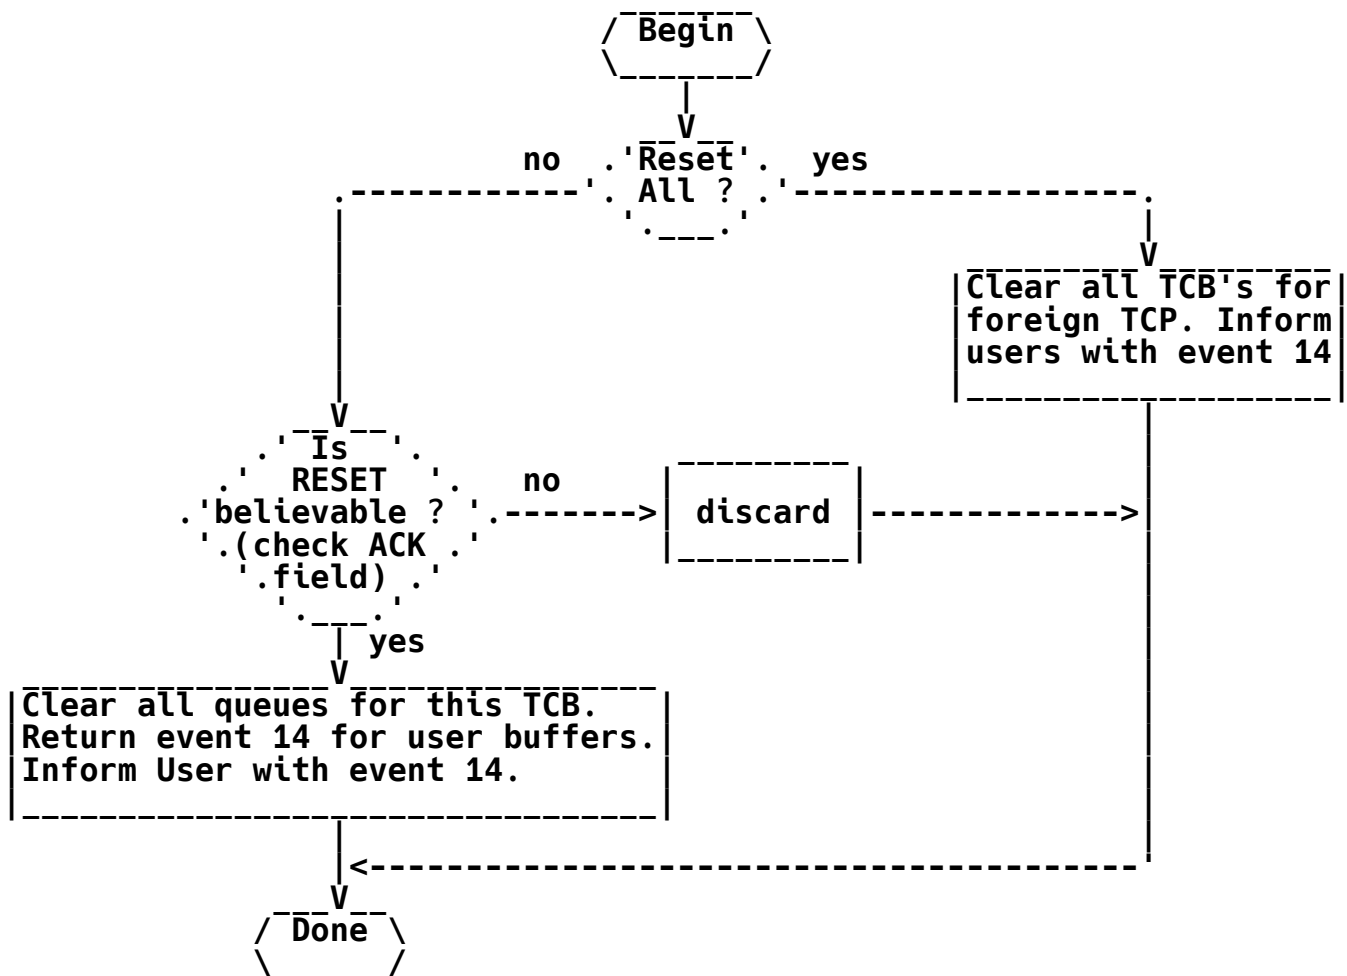 Begin
no
Reset
yes
All ?
Clear all TCB's for
foreign TCP. Inform
users with event 14
Is
RESET
believable ?
(check ACK
field)
no
discard
yes
Clear all queues for this TCB.
Return event 14 for user buffers.
Inform User with event 14.
Done